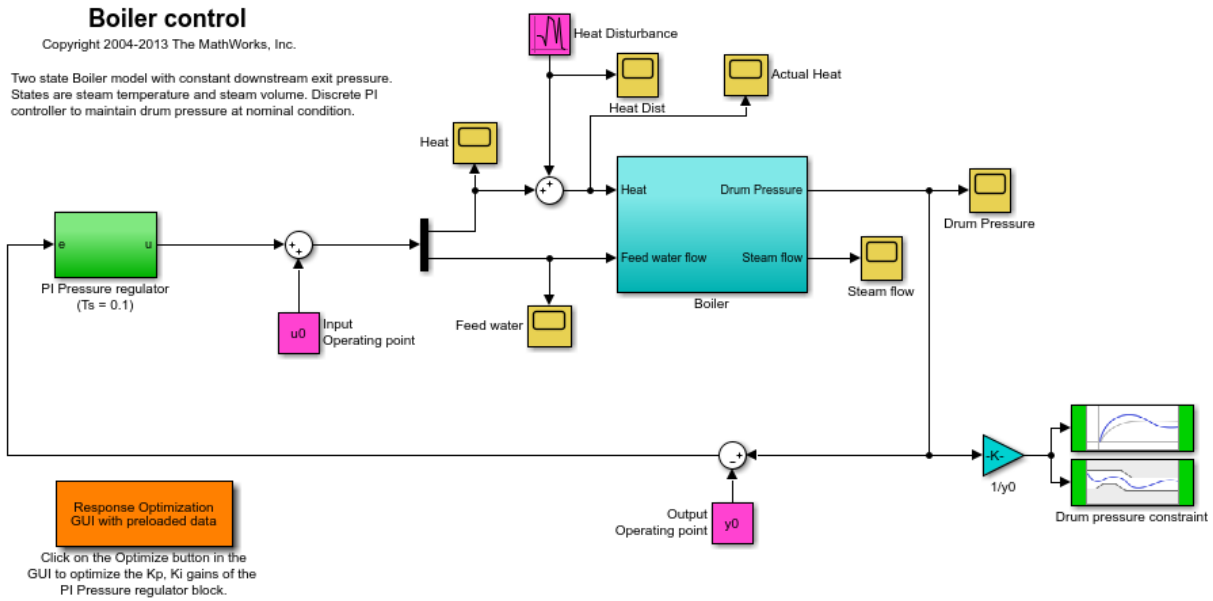 Boiler control
Copyright 2004-2013 The MathWorks, Inc.
Two state Boiler model with constant downstream exit pressure.
States are steam temperature and steam volume. Discrete PI
controller to maintain drum pressure at nominal condition.
Heat Disturbance
Heat Dist
Actual Heat
Heat
+
+
Heat
Drum Pressure
Drum Pressure
e
u
PI Pressure regulator
(Ts = 0.1)
+
+
Feed water flow
Steam flow
Steam flow
Boiler
u0
Input
Operating point
Feed water
-K-
1/y0
−
+
Drum pressure constraint
y0
Output
Operating point
Response Optimization
GUI with preloaded data
Click on the Optimize button in the
GUI to optimize the Kp, Ki gains of the
PI Pressure regulator block.